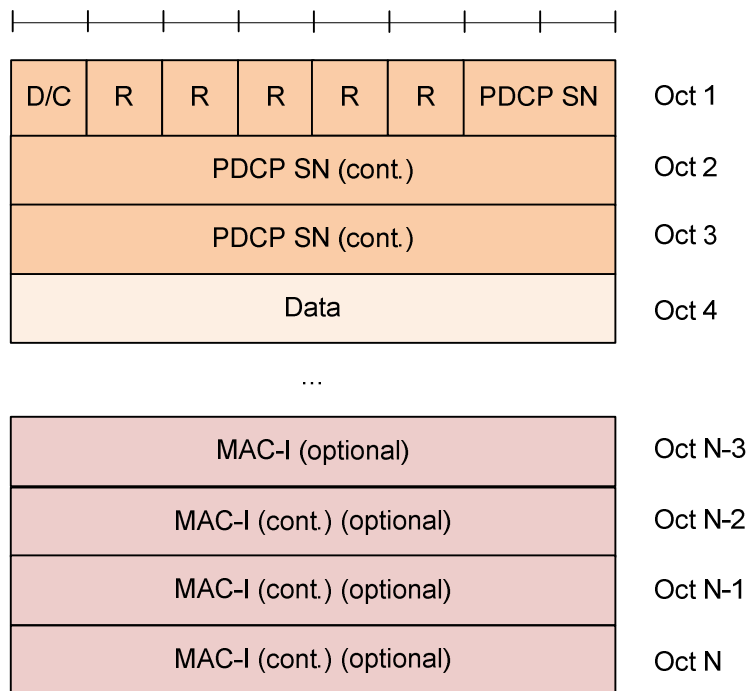 D/C R R R R R PDCP SN Oct 1
PDCP SN (cont.) Oct 2
PDCP SN (cont.) Oct 3
Data Oct 4
...
MAC-I (optional) Oct N-3
MAC-I (cont.) (optional) Oct N-2
MAC-I (cont.) (optional) Oct N-1
MAC-I (cont.) (optional) Oct N